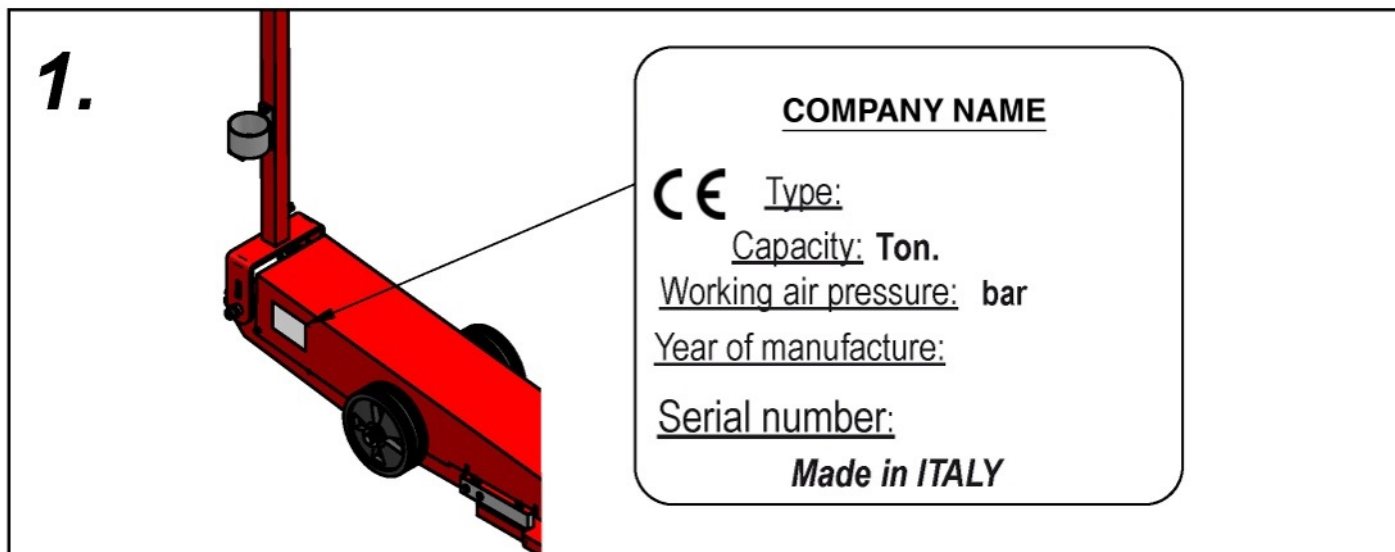 1.
COMPANY NAME
CE Type:
Capacity: Ton.
Working air pressure: bar
Year of manufacture:
Serial number:
Made in ITALY